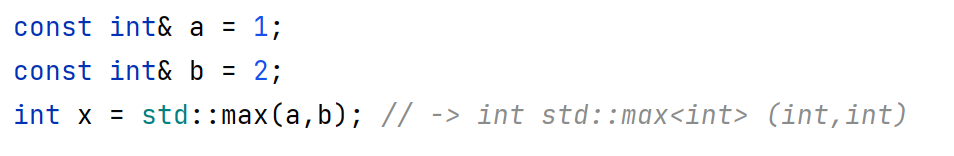 const int& a = 1;
const int& b = 2;
int x = std::max(a,b); // -> int std::max<int> (int,int)